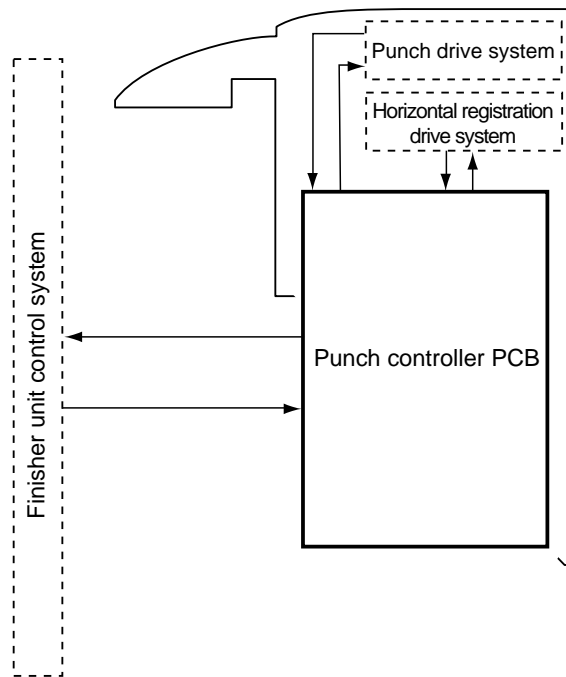 Punch drive system
Horizontal registration
drive system
Punch controller PCB
Finisher unit control system